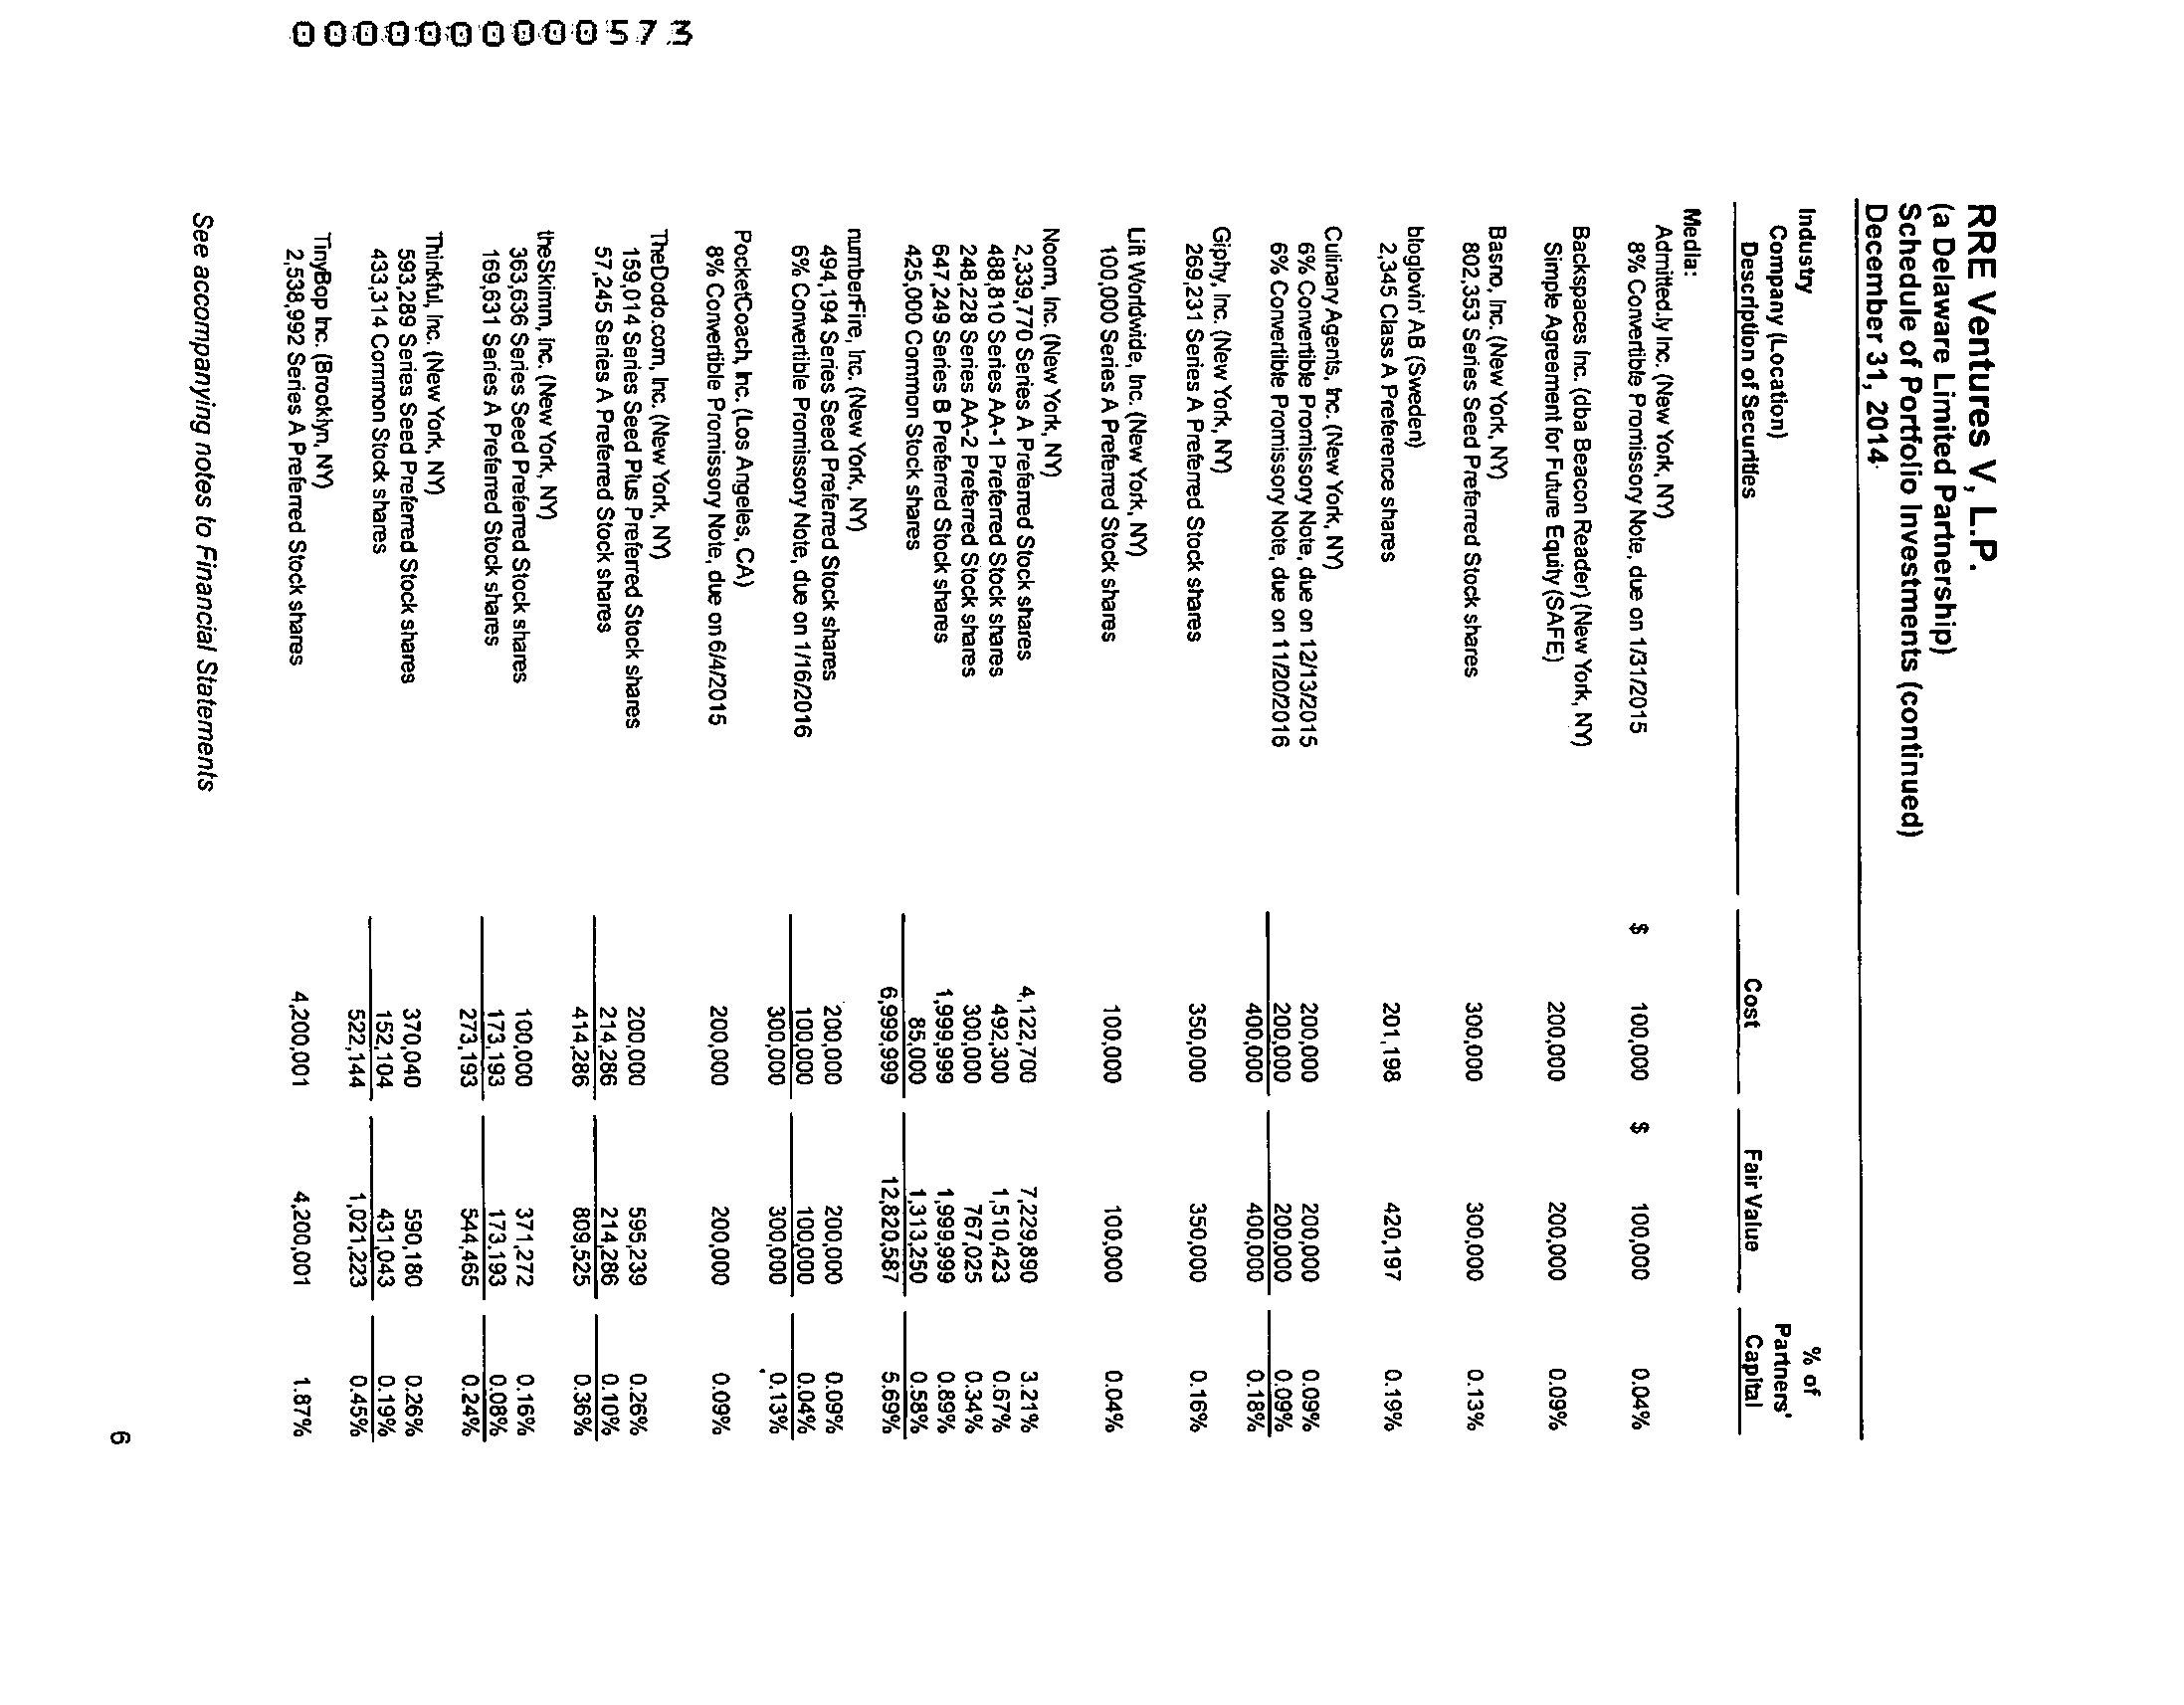 0000000000573
RRE Ventures V, L.P.
(a Delaware Limited Partnership)
Schedule of Portfolio Investments (continued)
December 31, 2014
Industry
Company (Location)
Description of Securities Cost Fair Value % of Partners' Capital
Media:
Admitted.ly Inc. (New York, NY)
8% Convertible Promissory Note, due on 1/31/2015 $ 100,000 $ 100,000 0.04%
Backspaces Inc. (dba Beacon Reader) (New York, NY)
Simple Agreement for Future Equity (SAFE) 200,000 200,000 0.09%
Basno, Inc. (New York, NY)
802,353 Series Seed Preferred Stock shares 300,000 300,000 0.13%
bloglovin' AB (Sweden)
2,345 Class A Preference shares 201,198 420,197 0.19%
Culinary Agents, Inc. (New York, NY)
6% Convertible Promissory Note, due on 12/13/2015 200,000 200,000 0.09%
6% Convertible Promissory Note, due on 11/20/2016 200,000 200,000 0.09%
400,000 400,000 0.18%
Giphy, Inc. (New York, NY)
269,231 Series A Preferred Stock shares 350,000 350,000 0.16%
Lift Worldwide, Inc. (New York, NY)
100,000 Series A Preferred Stock shares 100,000 100,000 0.04%
Noom, Inc. (New York, NY)
2,339,770 Series A Preferred Stock shares 4,122,700 7,229,890 3.21%
488,810 Series AA-1 Preferred Stock shares 492,300 1,510,423 0.67%
248,228 Series AA-2 Preferred Stock shares 300,000 767,025 0.34%
647,249 Series B Preferred Stock shares 1,999,999 1,999,999 0.89%
425,000 Common Stock shares 85,000 1,313,250 0.58%
6,999,999 12,820,587 5.69%
numberFire, Inc. (New York, NY)
494,194 Series Seed Preferred Stock shares 200,000 200,000 0.09%
6% Convertible Promissory Note, due on 1/16/2016 100,000 100,000 0.04%
300,000 300,000 0.13%
PocketCoach, Inc. (Los Angeles, CA)
8% Convertible Promissory Note, due on 6/4/2015 200,000 200,000 0.09%
TheDodo.com, Inc. (New York, NY)
159,014 Series Seed Plus Preferred Stock shares 200,000 595,239 0.26%
57,245 Series A Preferred Stock shares 214,286 214,286 0.10%
414,286 809,525 0.36%
theSkimm, Inc. (New York, NY)
363,636 Series Seed Preferred Stock shares 100,000 371,272 0.16%
169,631 Series A Preferred Stock shares 173,193 173,193 0.08%
273,193 544,465 0.24%
Thinkful, Inc. (New York, NY)
593,289 Series Seed Preferred Stock shares 370,040 590,180 0.26%
433,314 Common Stock shares 152,104 431,043 0.19%
522,144 1,021,223 0.45%
TinyBop Inc. (Brooklyn, NY)
2,538,992 Series A Preferred Stock shares 4,200,001 4,200,001 1.87%
See accompanying notes to Financial Statements
6